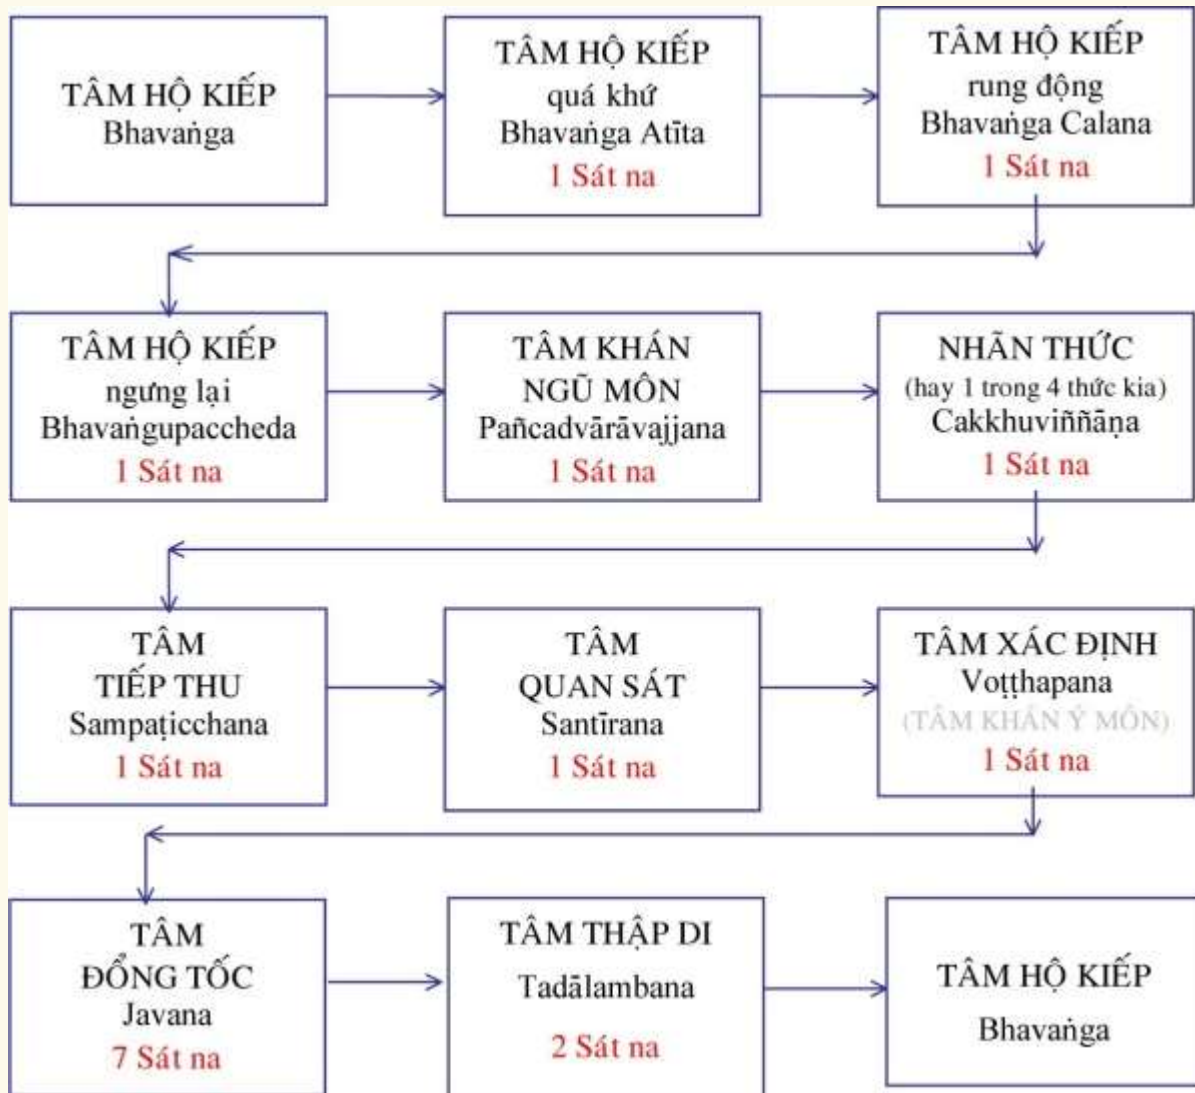 TÂM HỘ KIẾP
Bhavaṅga
TÂM HỘ KIẾP
quá khứ
Bhavaṅga Atīta
1 Sát na
TÂM HỘ KIẾP
rung động
Bhavaṅga Calana
1 Sát na
TÂM HỘ KIẾP
ngưng lại
Bhavaṅgupaccheda
1 Sát na
TÂM KHÁN
NGŨ MÔN
Pañcadvārāvajjana
1 Sát na
NHÃN THỨC
(hay 1 trong 4 thức kia)
Cakkhuviññāṇa
1 Sát na
TÂM
TIẾP THU
Sampaṭicchana
1 Sát na
TÂM
QUAN SÁT
Santīrana
1 Sát na
TÂM XÁC ĐỊNH
Voṭṭhapana
(TÂM KHÁN Ý MÔN)
1 Sát na
TÂM
ĐỔNG TỐC
Javana
7 Sát na
TÂM THẬP DI
Tadālambana
2 Sát na
TÂM HỘ KIẾP
Bhavaṅga